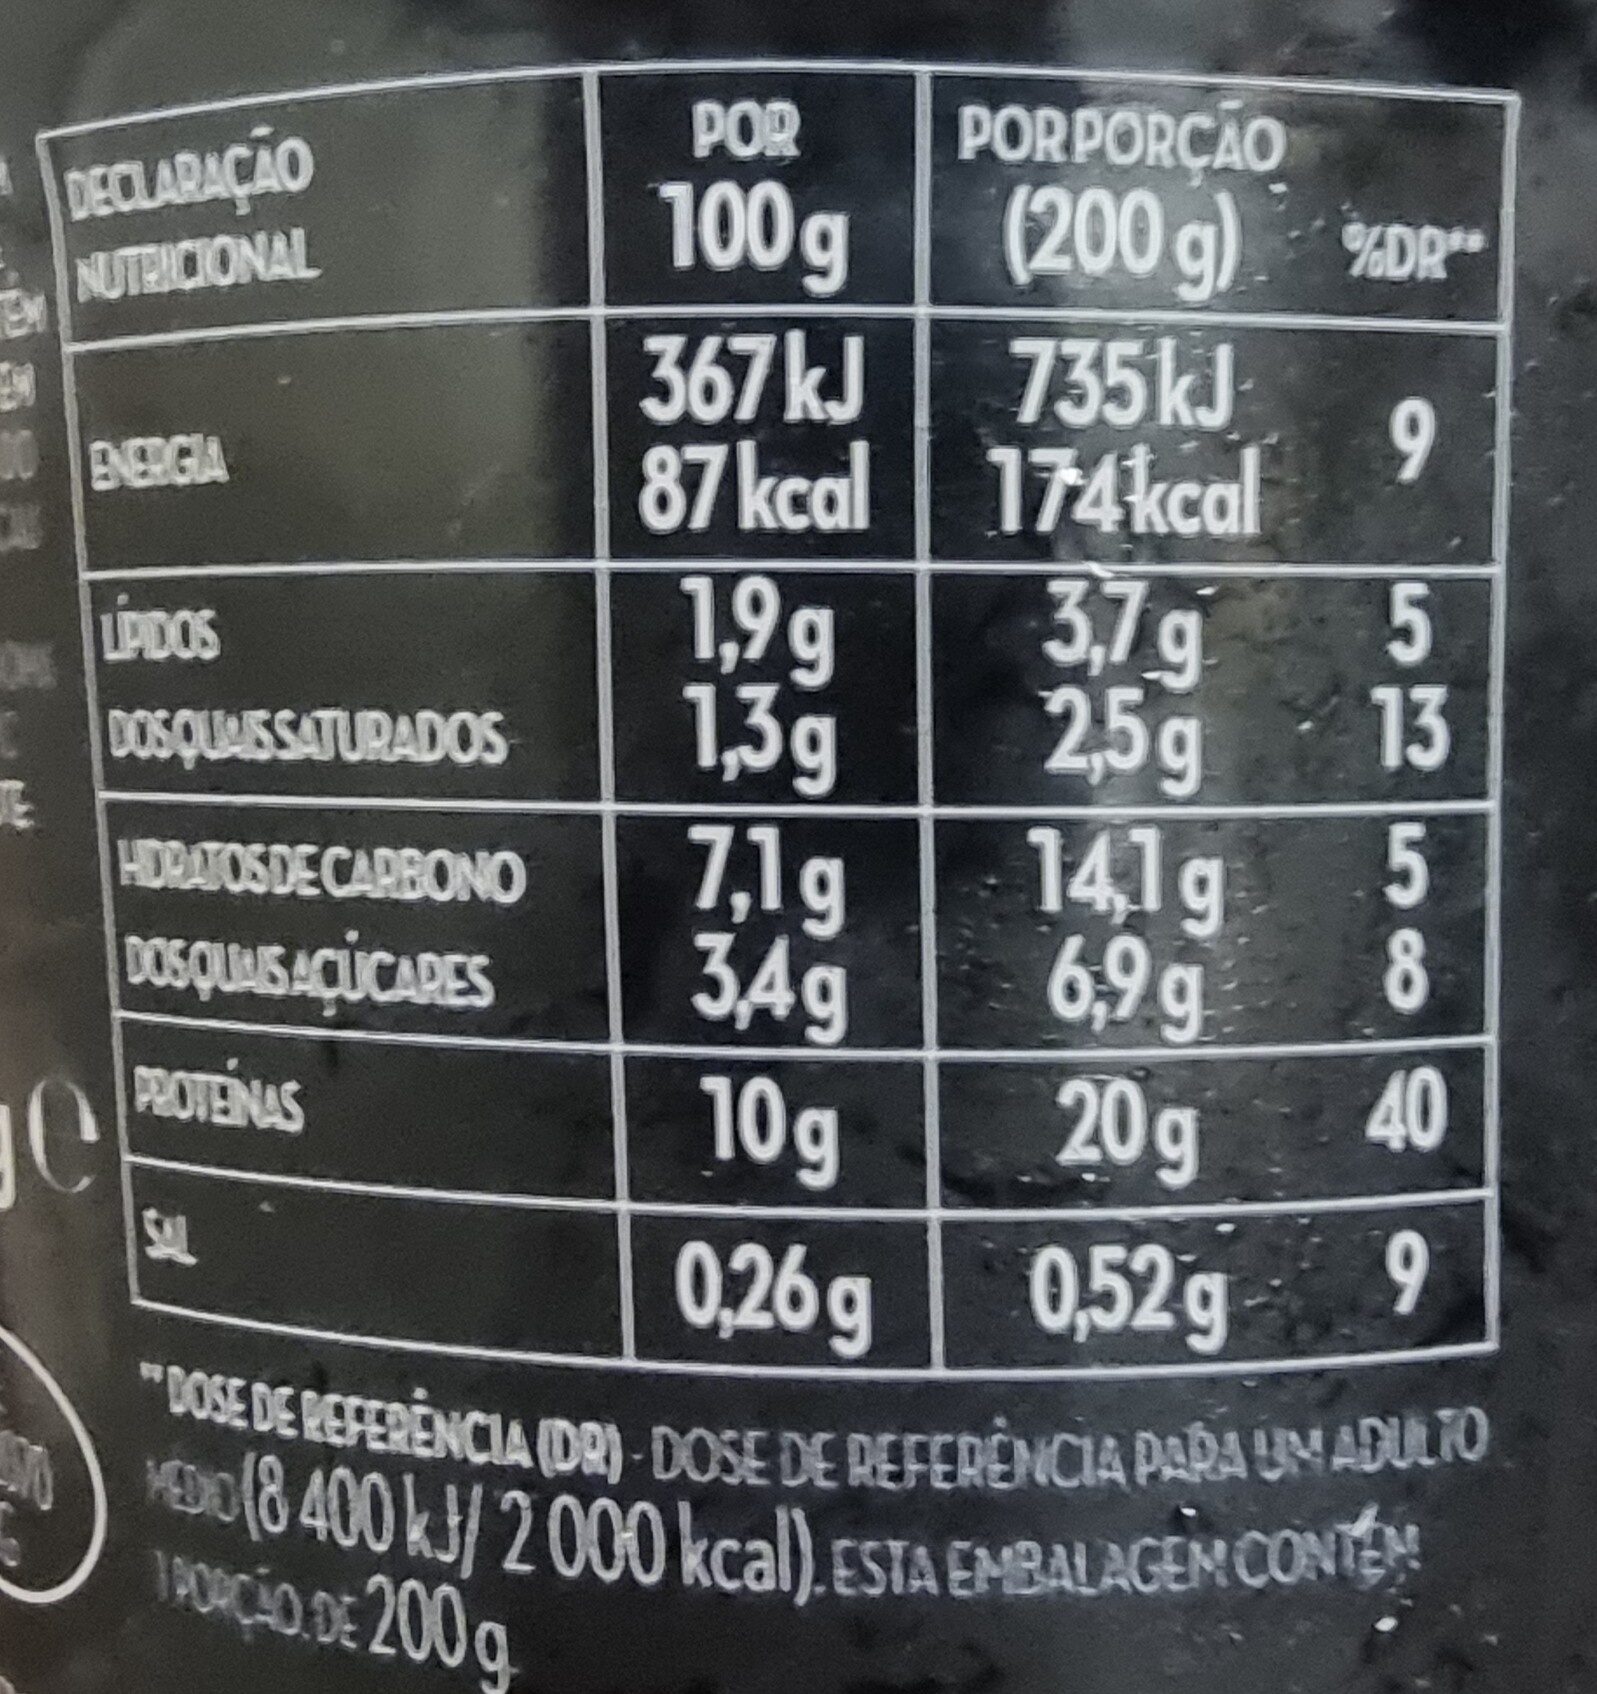 DECLARAÇÃO NUTRICIONAL POR 100 g POR PORÇÃO (200 g) %DR**
ENERGIA 367 kJ 87 kcal 735 kJ 174 kcal 9
LÍPIDOS 1,9 g 3,7 g 5
DOS QUAIS SATURADOS 1,3 g 2,5 g 13
HIDRATOS DE CARBONO 7,1 g 14,1 g 5
DOS QUAIS AÇÚCARES 3,4 g 6,9 g 8
PROTEÍNAS 10 g 20 g 40
SAL 0,26 g 0,52 g 9
**DOSE DE REFERÊNCIA (DR) - DOSE DE REFERÊNCIA PARA UM ADULTO
MÉDIO (8 400 kJ/ 2 000 kcal). ESTA EMBALAGEM CONTÉM
1 PORÇÃO DE 200 g